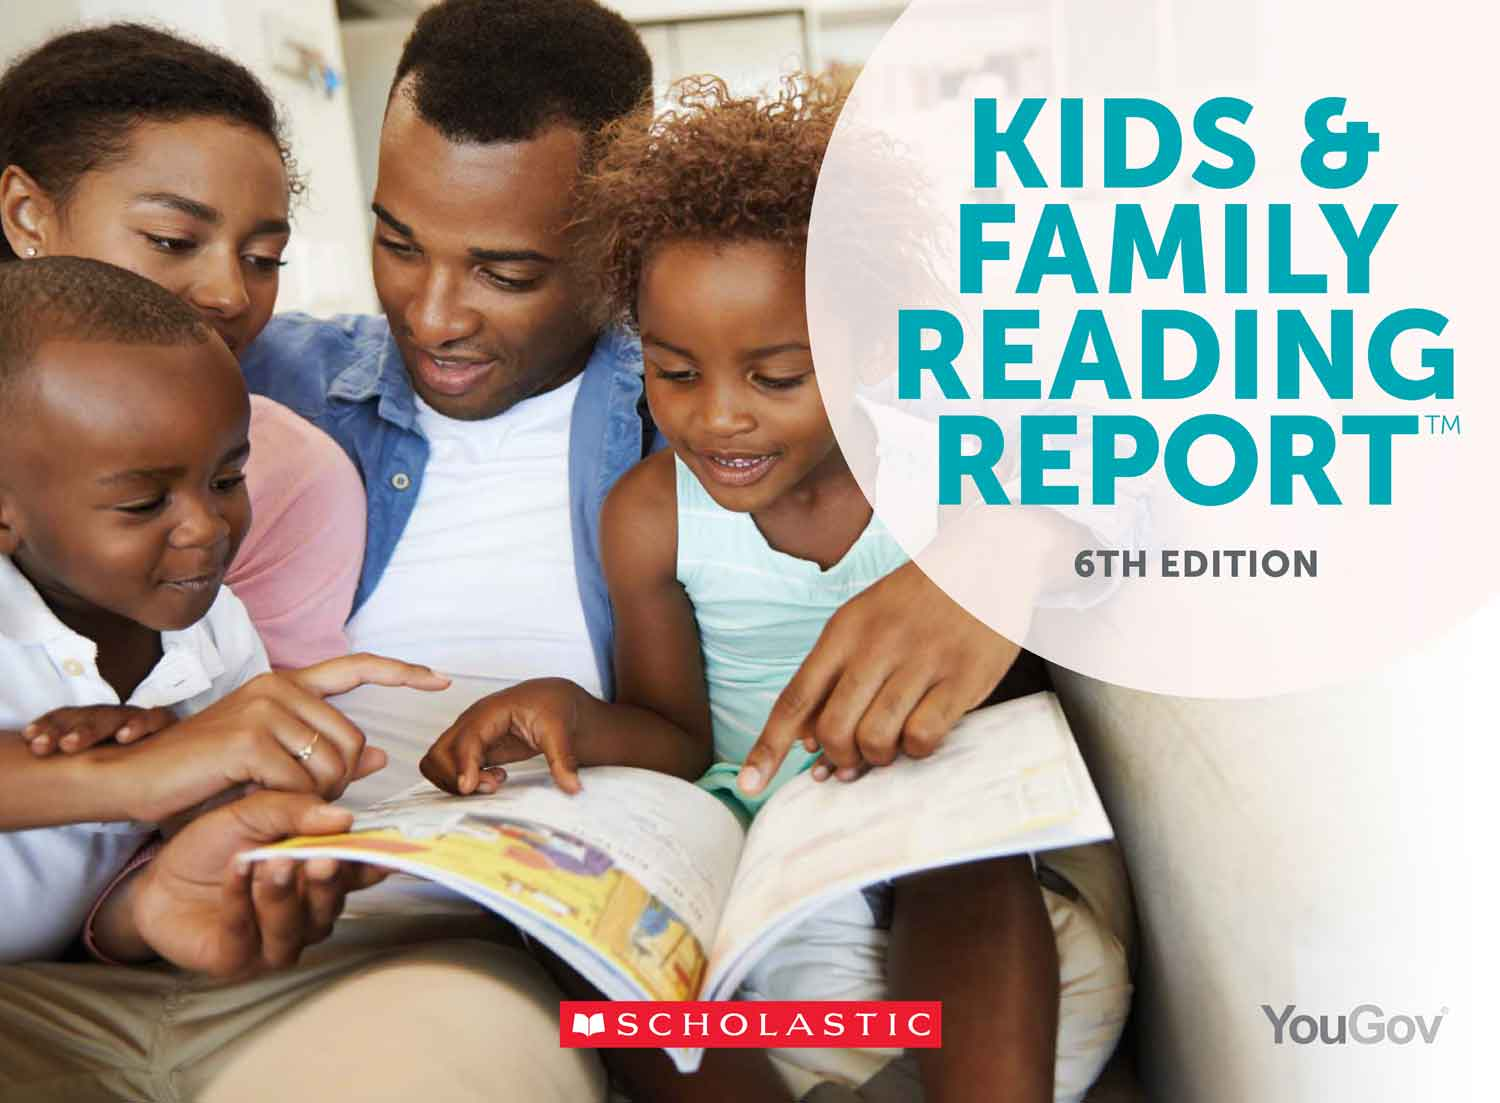 KIDS &
FAMILY
READING
REPORT™
6TH EDITION
SCHOLASTIC
YouGov®